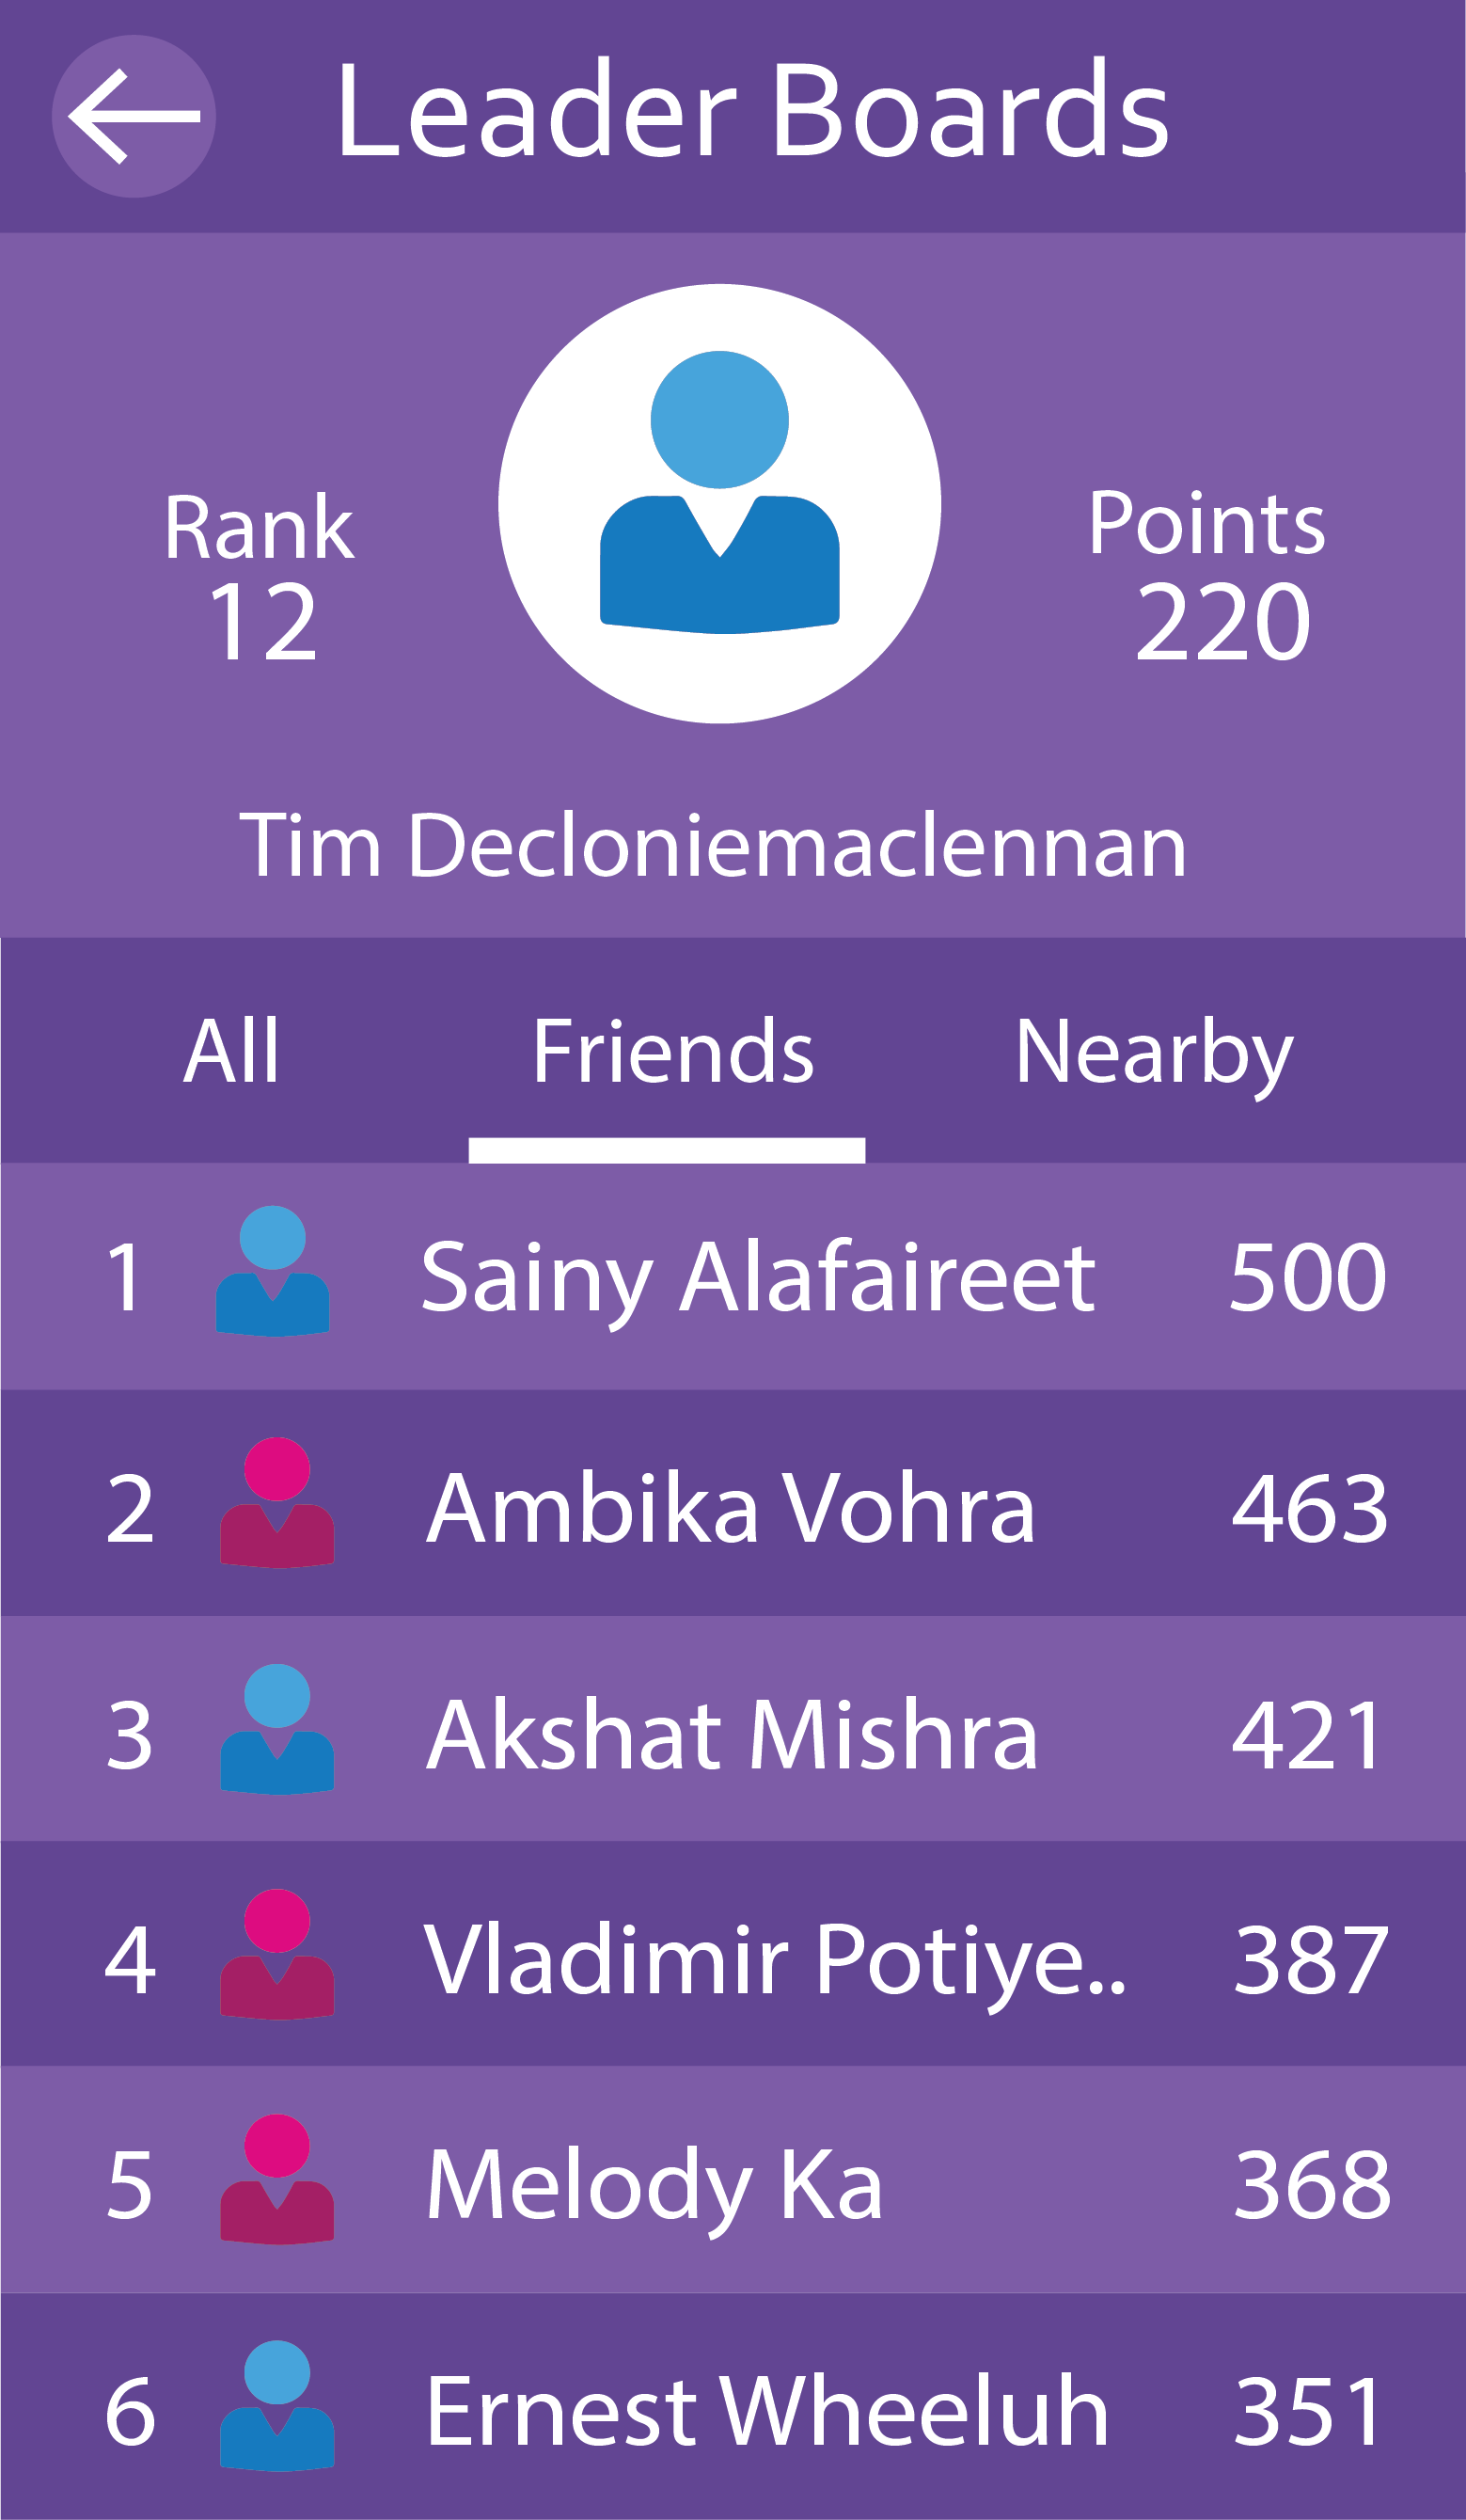 Leader Boards
Rank
12
Points
220
Tim Decloniemaclennan
All Friends Nearby
1 Sainy Alafaireet 500
2 Ambika Vohra 463
3 Akshat Mishra 421
4 Vladimir Potiye.. 387
5 Melody Ka 368
6 Ernest Wheeluh 351